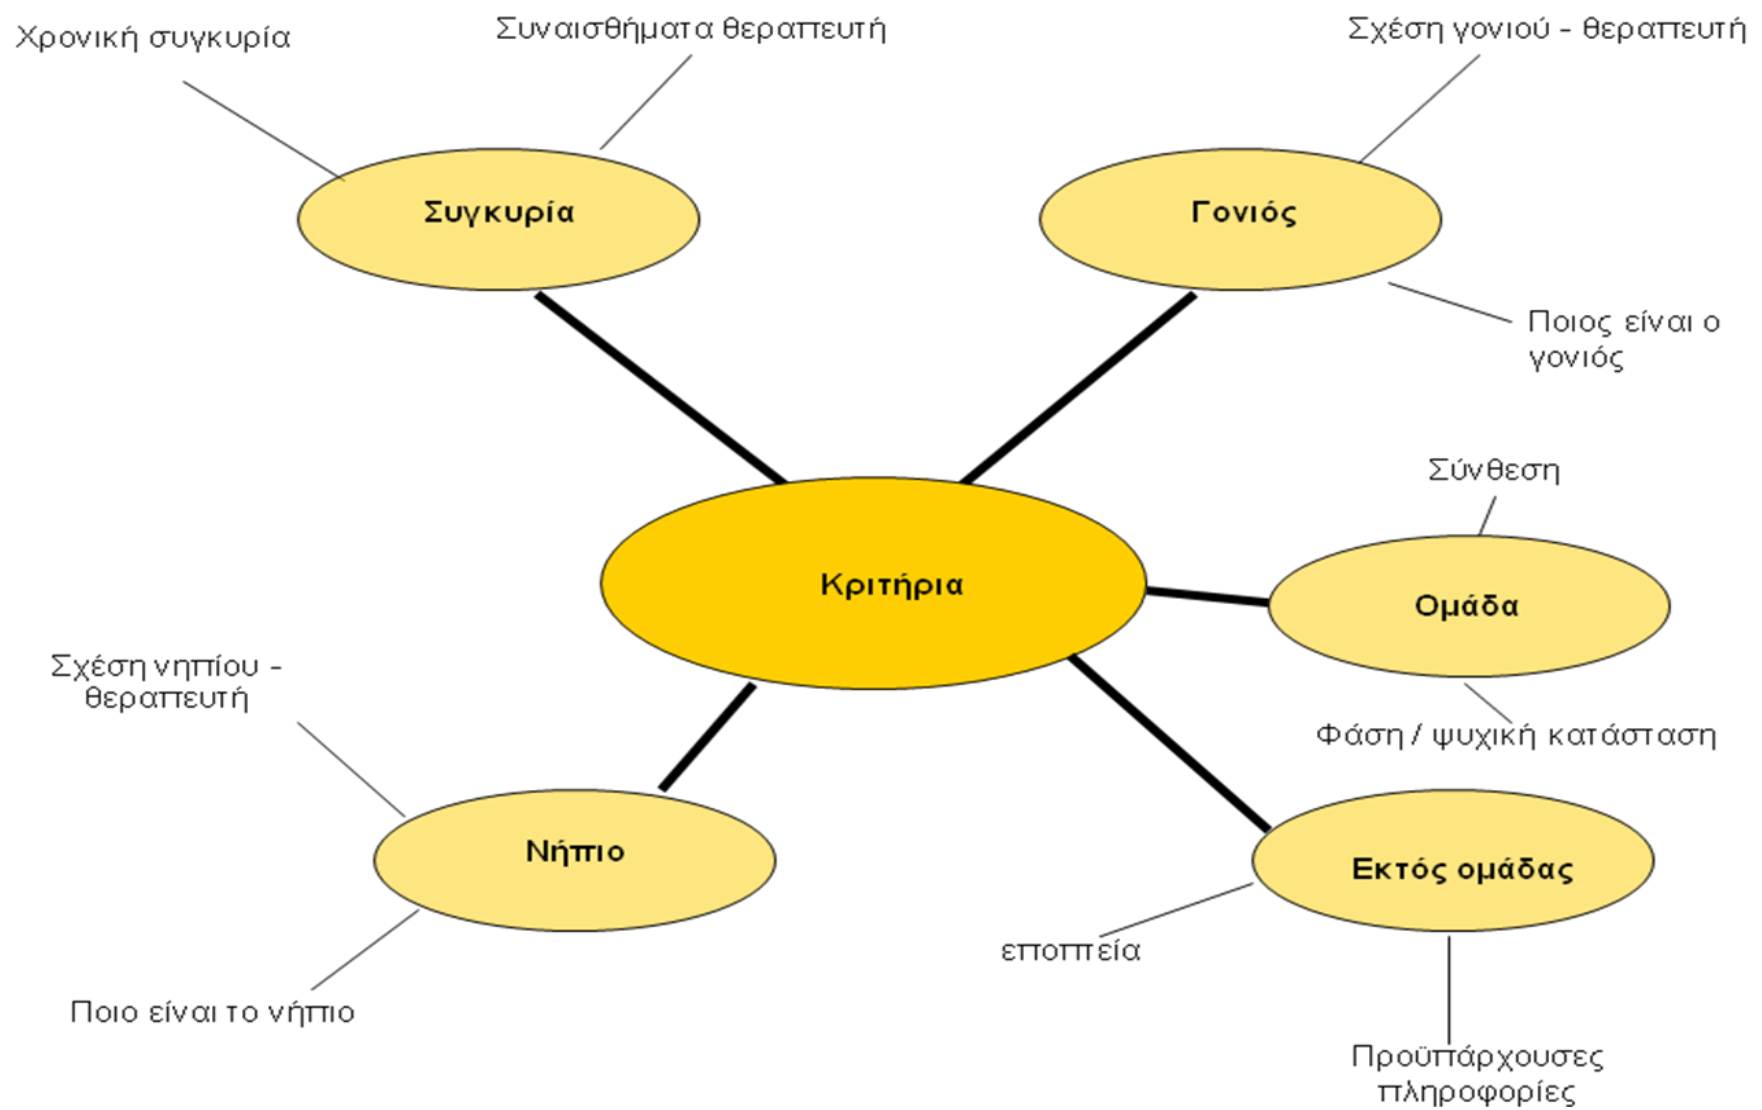 Χρονική συγκυρία
Συναισθήματα θεραπευτή
Σχέση γονιού - θεραπευτή
Συγκυρία
Γονιός
Ποιος είναι ο
γονιός
Σύνθεση
Κριτήρια
Ομάδα
Σχέση νηπίου -
θεραπευτή
Φάση / ψυχική κατάσταση
Νήπιο
Εκτός ομάδας
εποπτεία
Ποιο είναι το νήπιο
Προϋπάρχουσες
πληροφορίες